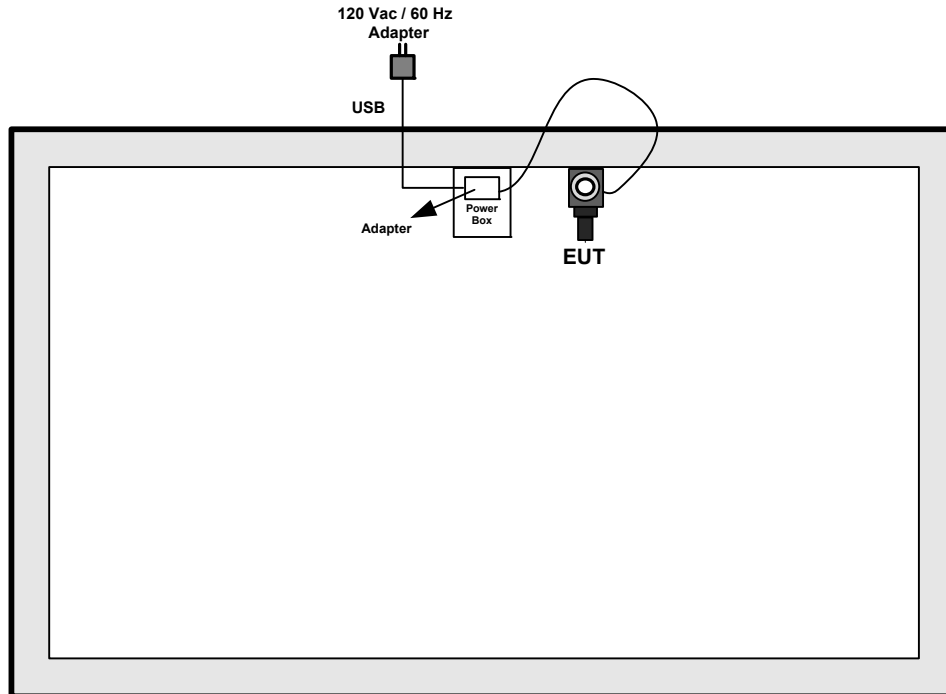 120 Vac / 60 Hz
Adapter
USB
Power
Box
Adapter
EUT